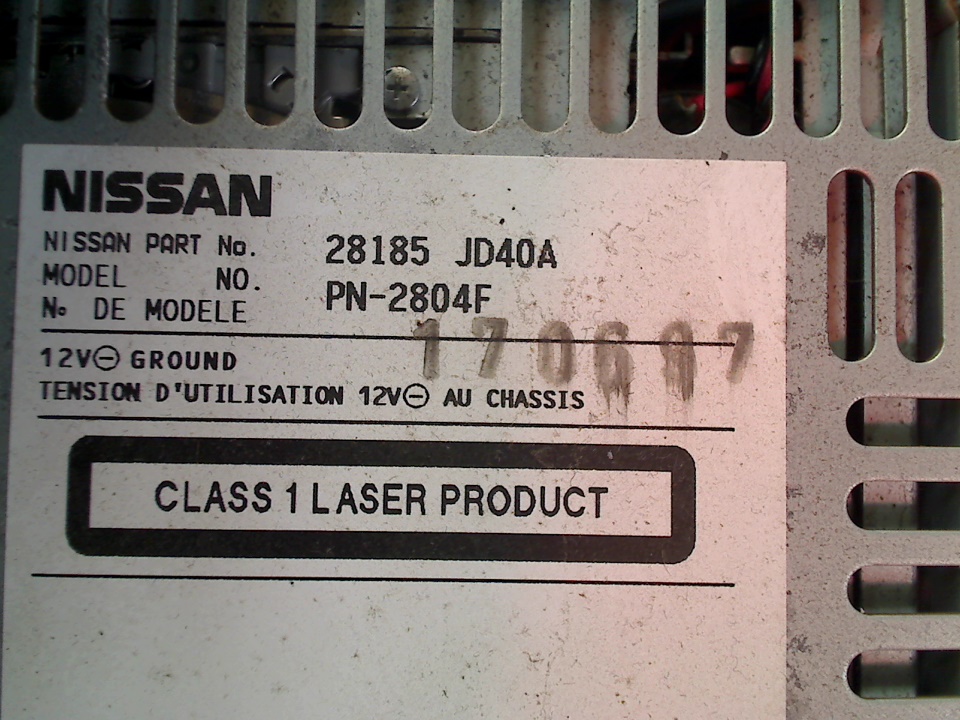 NISSAN
NISSAN PART No. 28185 JD40A
MODEL NO. PN-2804F
No DE MODELE
12V⊖ GROUND
TENSION D'UTILISATION 12V⊖ AU CHASSIS
CLASS 1 LASER PRODUCT